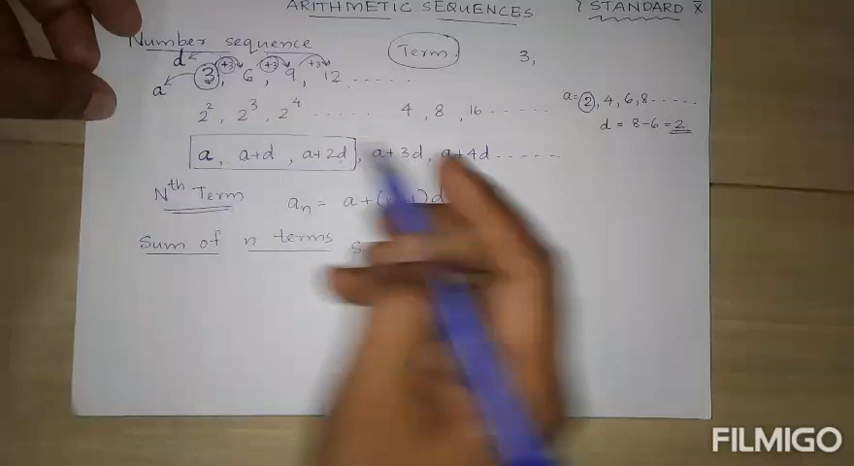 ARITHMETIC SEQUENCES
STANDARD X
Number sequence
Term
3,
d
+3 +3 +3
3, 6, 9, 12 ......
a
a= 2, 4, 6, 8 .....
d = 8-6 = 2
2², 2³, 2⁴ ...... 4, 8, 16 ......
a, a+d, a+2d, a+3d, a+4d ......
Nth Term aₙ = a+( )d
Sum of n terms S
FILMIGO